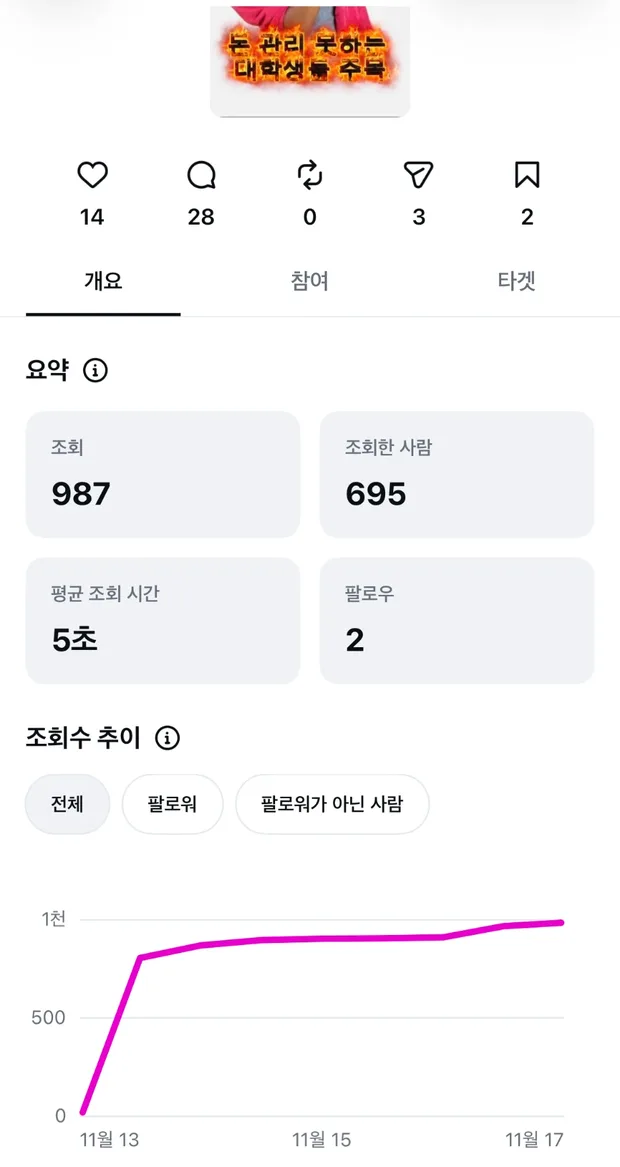 돈 관리 못하는
대학생들 주목
14 28 0 3 2
개요 참여 타겟
요약
조회 조회한 사람
987 695
평균 조회 시간 팔로우
5초 2
조회수 추이
전체 팔로워 팔로워가 아닌 사람
1천
500
0
11월 13 11월 15 11월 17